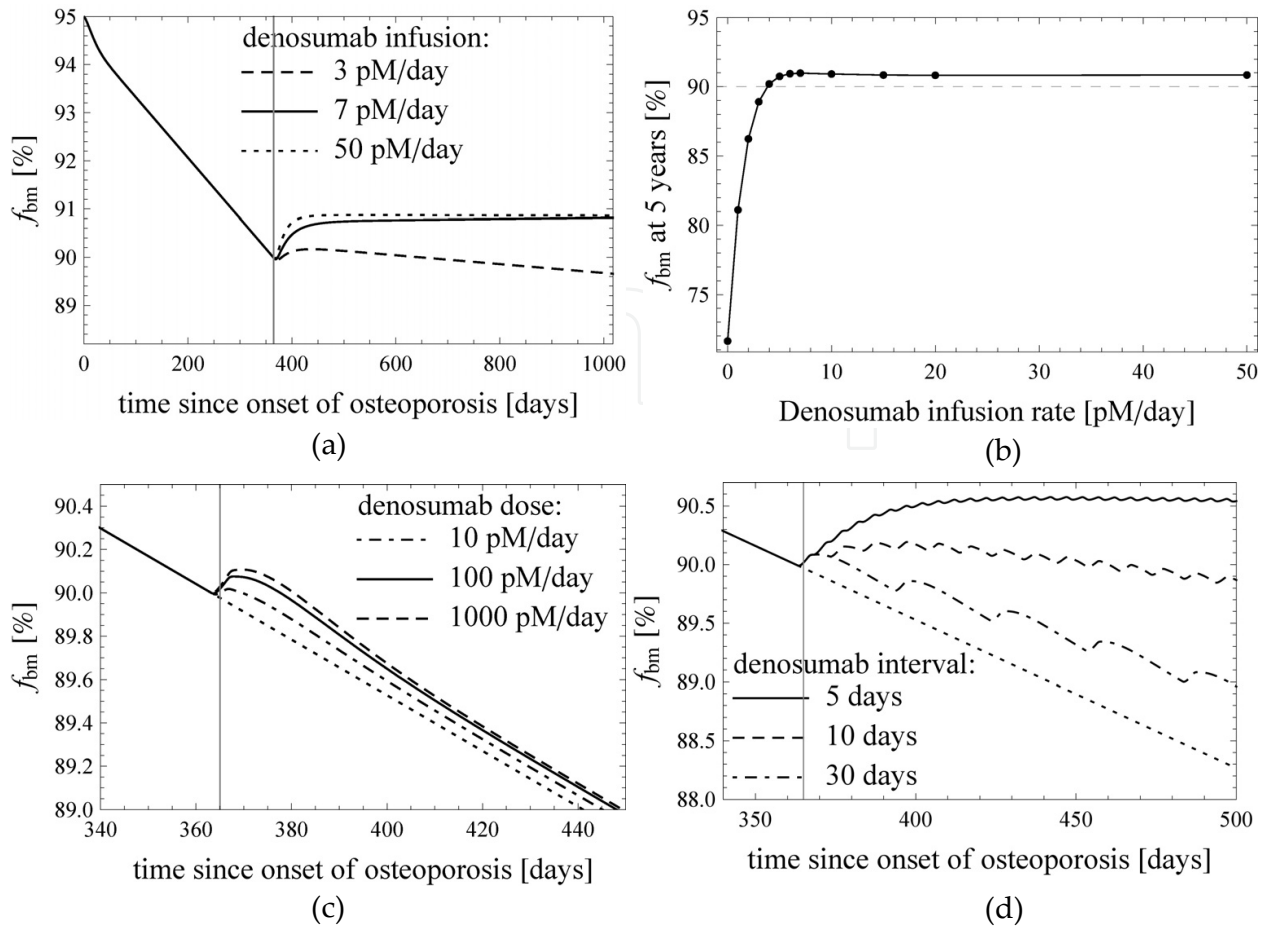 denosumab infusion:
3 pM/day
7 pM/day
50 pM/day
95
94
93
92
91
90
89
f_bm [%]
0 200 400 600 800 1000
time since onset of osteoporosis [days]
(a)
95
90
85
80
75
f_bm at 5 years [%]
0 10 20 30 40 50
Denosumab infusion rate [pM/day]
(b)
denosumab dose:
10 pM/day
100 pM/day
1000 pM/day
90.4
90.2
90.0
89.8
89.6
89.4
89.2
89.0
f_bm [%]
340 360 380 400 420 440
time since onset of osteoporosis [days]
(c)
90.5
90.0
89.5
89.0
88.5
88.0
f_bm [%]
denosumab interval:
5 days
10 days
30 days
350 400 450 500
time since onset of osteoporosis [days]
(d)